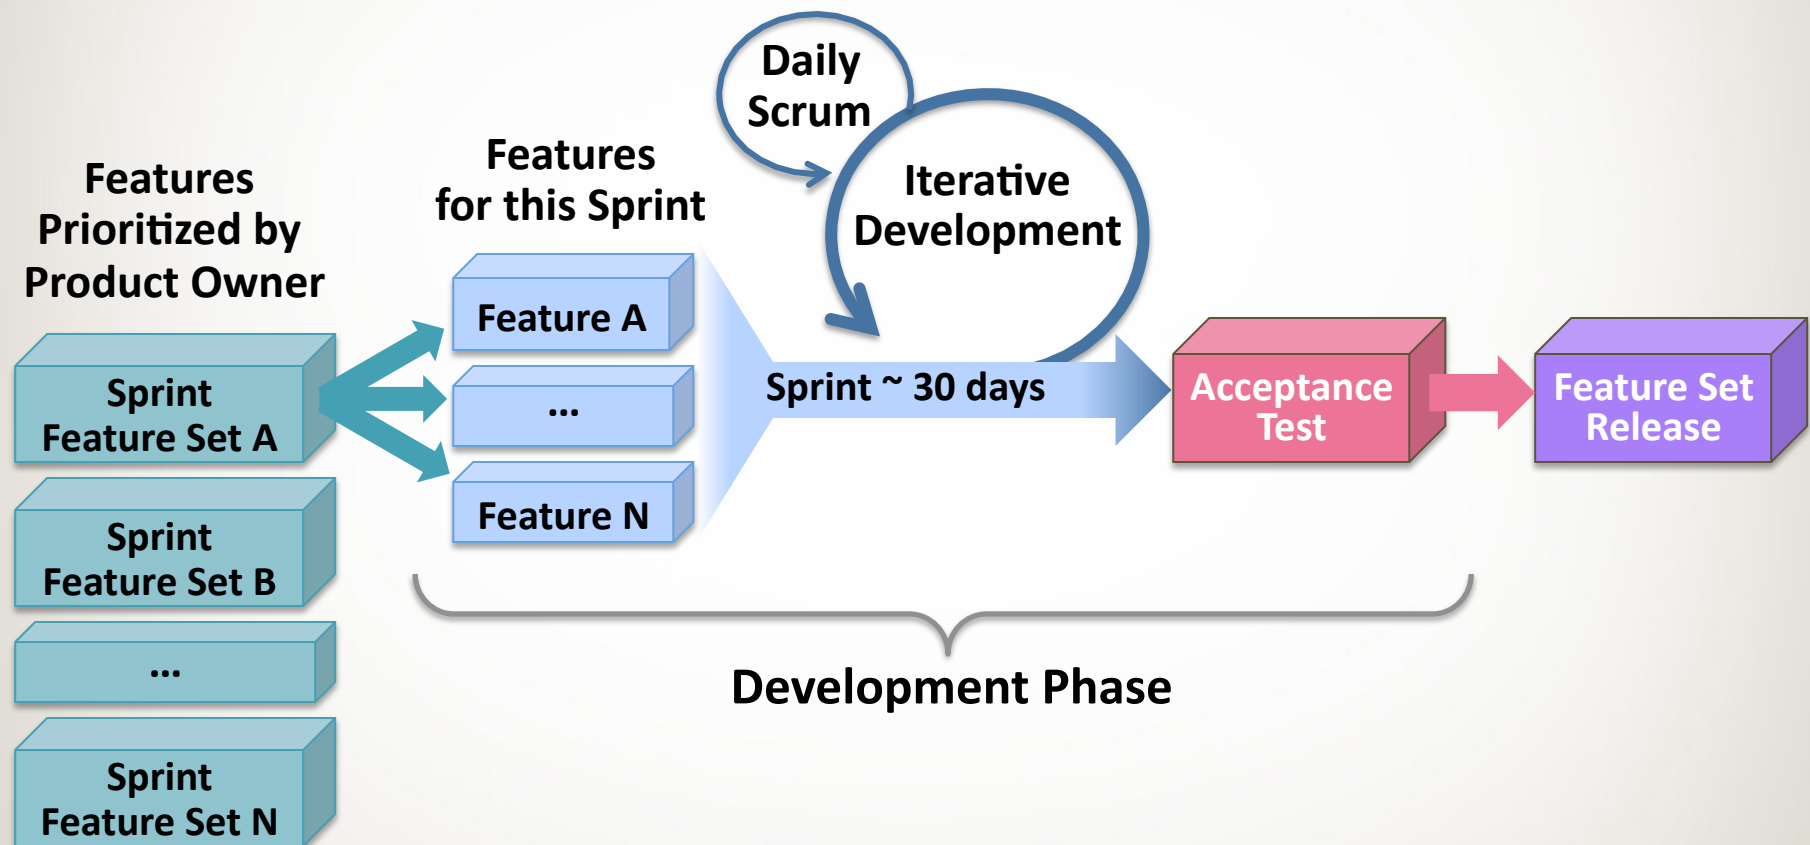 Features
Prioritized by
Product Owner
Sprint
Feature Set A
Sprint
Feature Set B
...
Sprint
Feature Set N
Features
for this Sprint
Feature A
...
Feature N
Daily
Scrum
Iterative
Development
Sprint ~ 30 days
Acceptance
Test
Feature Set
Release
Development Phase